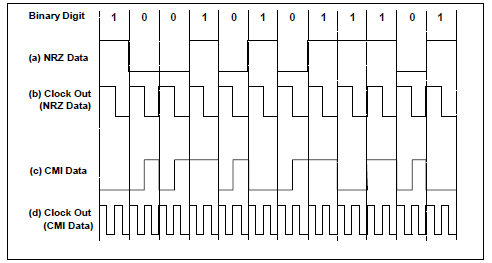 Binary Digit 1 0 0 1 0 1 0 1 1 1 0 1
(a) NRZ Data
(b) Clock Out
(NRZ Data)
(c) CMI Data
(d) Clock Out
(CMI Data)